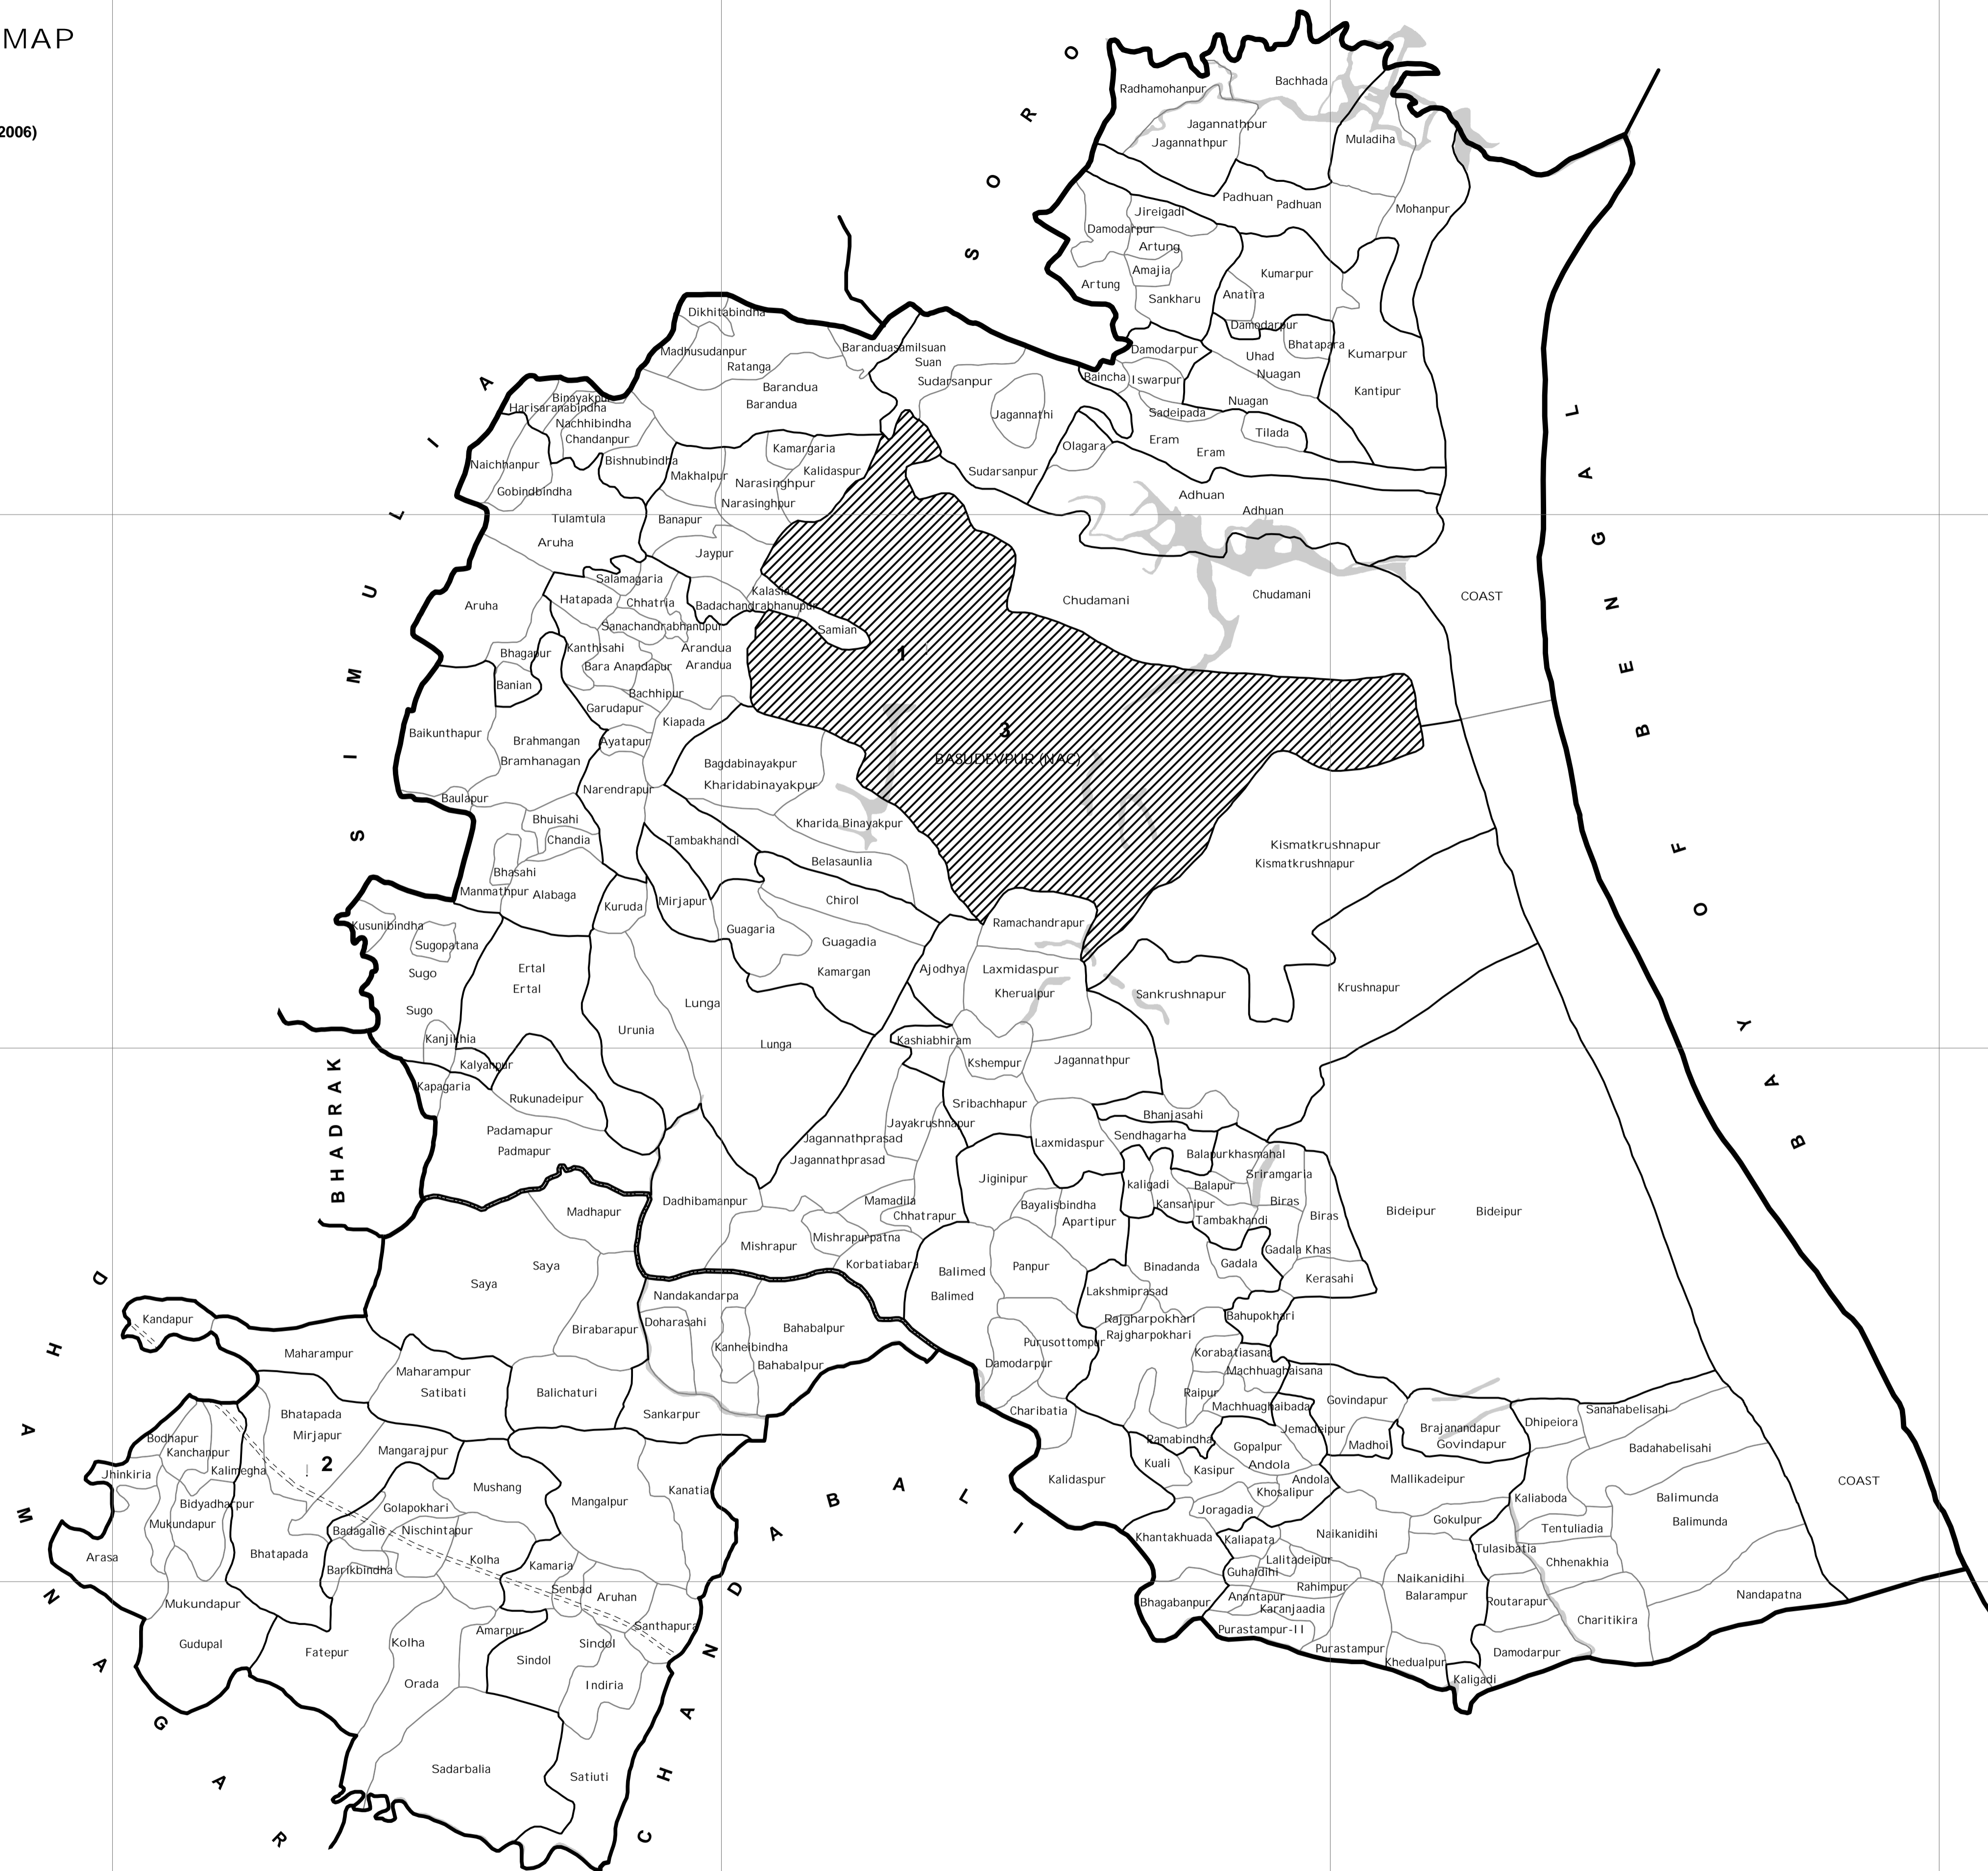 MAP
2006)
SORO
SIMULIA
BHADRAK
DHAMNAGAR
CHANDABALI
BAY OF BENGAL
Radhamohanpur
Bachhada
Jagannathpur
Jagannathpur
Muladiha
Padhuan
Padhuan
Mohanpur
Jireigadi
Damodarpur
Artung
Amajia
Artung
Sankharu
Kumarpur
Anatira
Damodarpur
Bhatapara
Kumarpur
Damodarpur
Uhad
Nuagan
Kantipur
Baincha
Iswarpur
Nuagan
Sadeipada
Tilada
Eram
Eram
Olagara
Adhuan
Adhuan
Dikhitabindha
Madhusudanpur
Ratanga
Baranduasamilsuan
Suan
Sudarsanpur
Barandua
Barandua
Jagannathi
Sudarsanpur
Binayakpur
Harisaranabindha
Nachhibindha
Chandanpur
Naichhanpur
Bishnubindha
Makhalpur
Kamargaria
Kalidaspur
Narasinghpur
Narasinghpur
Gobindbindha
Tulamtula
Banapur
Aruha
Jaypur
Salamagaria
Kalasia
Aruha
Hatapada
Chhatria
Badachandrabhanupur
Sanachandrabhanupur
Samian
Chudamani
Chudamani
COAST
Bhagapur
Kanthisahi
Arandua
Arandua
1
Bara Anandapur
Banian
Bachhipur
Garudapur
Kiapada
3
BASUDEVPUR (NAC)
Baikunthapur
Brahmangan
Bramhanagan
Ayatapur
Bagdabinayakpur
Kharidabinayakpur
Narendrapur
Baulapur
Bhuisahi
Chandia
Kharida Binayakpur
Tambakhandi
Belasaunlia
Kismatkrushnapur
Kismatkrushnapur
Bhasahi
Manmathpur
Alabaga
Kuruda
Mirjapur
Chirol
Kusunibindha
Sugopatana
Guagaria
Guagadia
Ramachandrapur
Sugo
Ertal
Ertal
Kamargan
Ajodhya
Laxmidaspur
Kherualpur
Sankrushnapur
Krushnapur
Sugo
Urunia
Lunga
Lunga
Kanjikhia
Kashiabhiram
Kshempur
Jagannathpur
Kalyanpur
Kapagaria
Rukunadeipur
Sribachhapur
Padamapur
Padmapur
Jayakrushnapur
Jagannathprasad
Jagannathprasad
Bhanjasahi
Sendhagarha
Laxmidaspur
Balapurkhasmahal
Sriramgaria
Jiginipur
kaligadi
Balapur
Biras
Biras
Bideipur
Bideipur
Madhapur
Dadhibamanpur
Mamadila
Chhatrapur
Bayalisbindha
Apartipur
Kansaripur
Tambakhandi
Mishrapur
Mishrapurpatna
Korbatiabara
Gadala Khas
Gadala
Kerasahi
Saya
Saya
Balimed
Balimed
Panpur
Binadanda
Lakshmiprasad
Nandakandarpa
Doharasahi
Bahabalpur
Kanheibindha
Bahabalpur
Birabarapur
Rajgharpokhari
Rajgharpokhari
Bahupokhari
Purusottompur
Damodarpur
Korabatiasana
Machhuaghaisana
Kandapur
Maharampur
Maharampur
Satibati
Balichaturi
Sankarpur
Charibatia
Raipur
Machhuaghaibada
Jemadeipur
Govindapur
Brajanandapur
Govindapur
Dhipeiora
Sanahabelisahi
Badahabelisahi
Bhatapada
Mirjapur
2
Bodhapur
Kanchanpur
Jhinkiria
Kalimegha
Mangarajpur
Mushang
Mangalpur
Kanatia
Ramabindha
Gopalpur
Madhoi
Kuali
Kasipur
Andola
Andola
Khosalipur
Kalidaspur
Mallikadeipur
Kaliaboda
Balimunda
Balimunda
COAST
Bidyadharpur
Mukundapur
Golapokhari
Badagallo
Nischintapur
Joragadia
Gokulpur
Tentuliadia
Khantakhuada
Kaliapata
Naikanidihi
Tulasibatia
Chhenakhia
Arasa
Bhatapada
Barikbindha
Kolha
Kamaria
Lalitadeipur
Guhaldihi
Rahimpur
Naikanidihi
Balarampur
Senbad
Aruhan
Anantapur
Karanjaadia
Bhagabanpur
Routarapur
Nandapatna
Charitikira
Mukundapur
Gudupal
Fatepur
Kolha
Amarpur
Sindol
Sindol
Santhapura
Purastampur-II
Purastampur
Khedualpur
Damodarpur
Kaligadi
Orada
Indiria
Sadarbalia
Satiuti